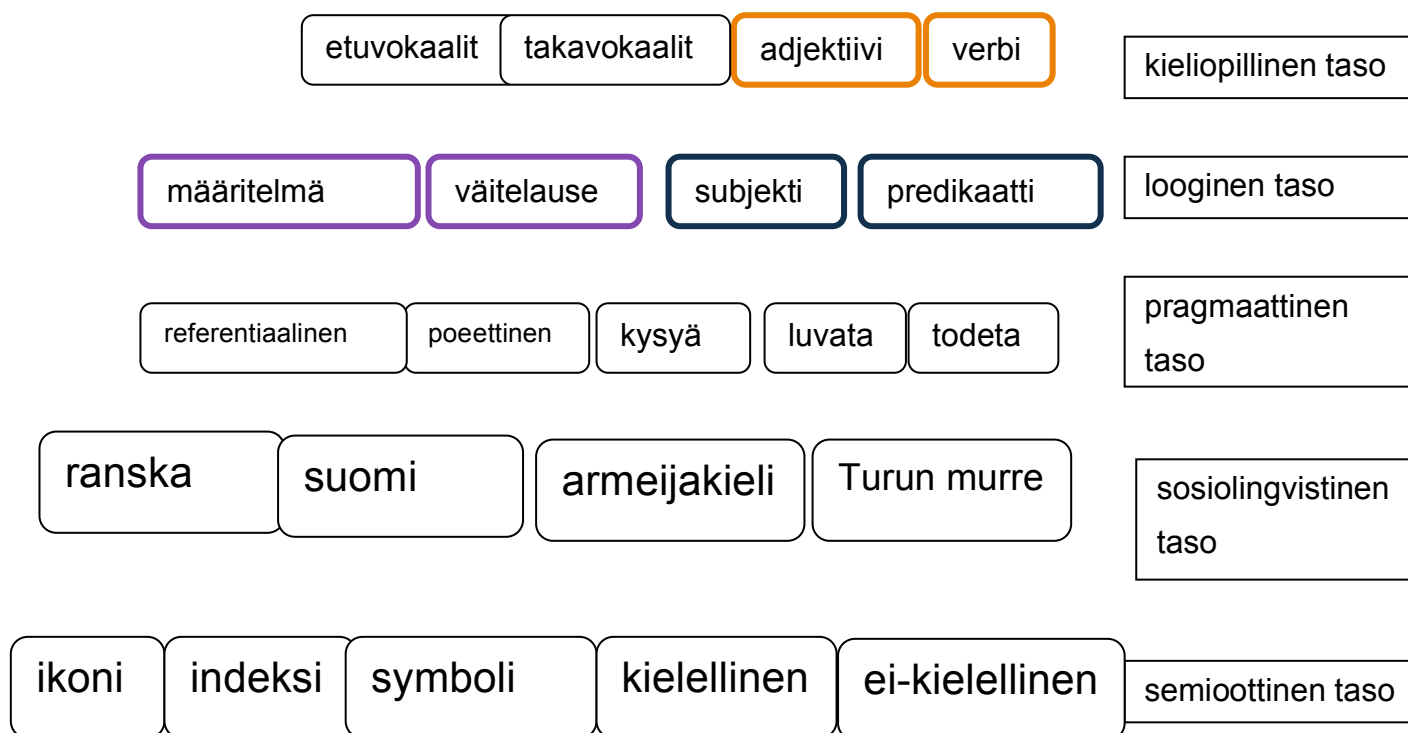 etuvokaalit takavokaalit adjektiivi verbi
kieliopillinen taso
määritelmä väitelause subjekti predikaatti
looginen taso
referentiaalinen poeettinen kysyä luvata todeta
pragmaattinen
taso
ranska suomi armeijakieli Turun murre
sosiolingvistinen
taso
ikoni indeksi symboli kielellinen ei-kielellinen
semioottinen taso